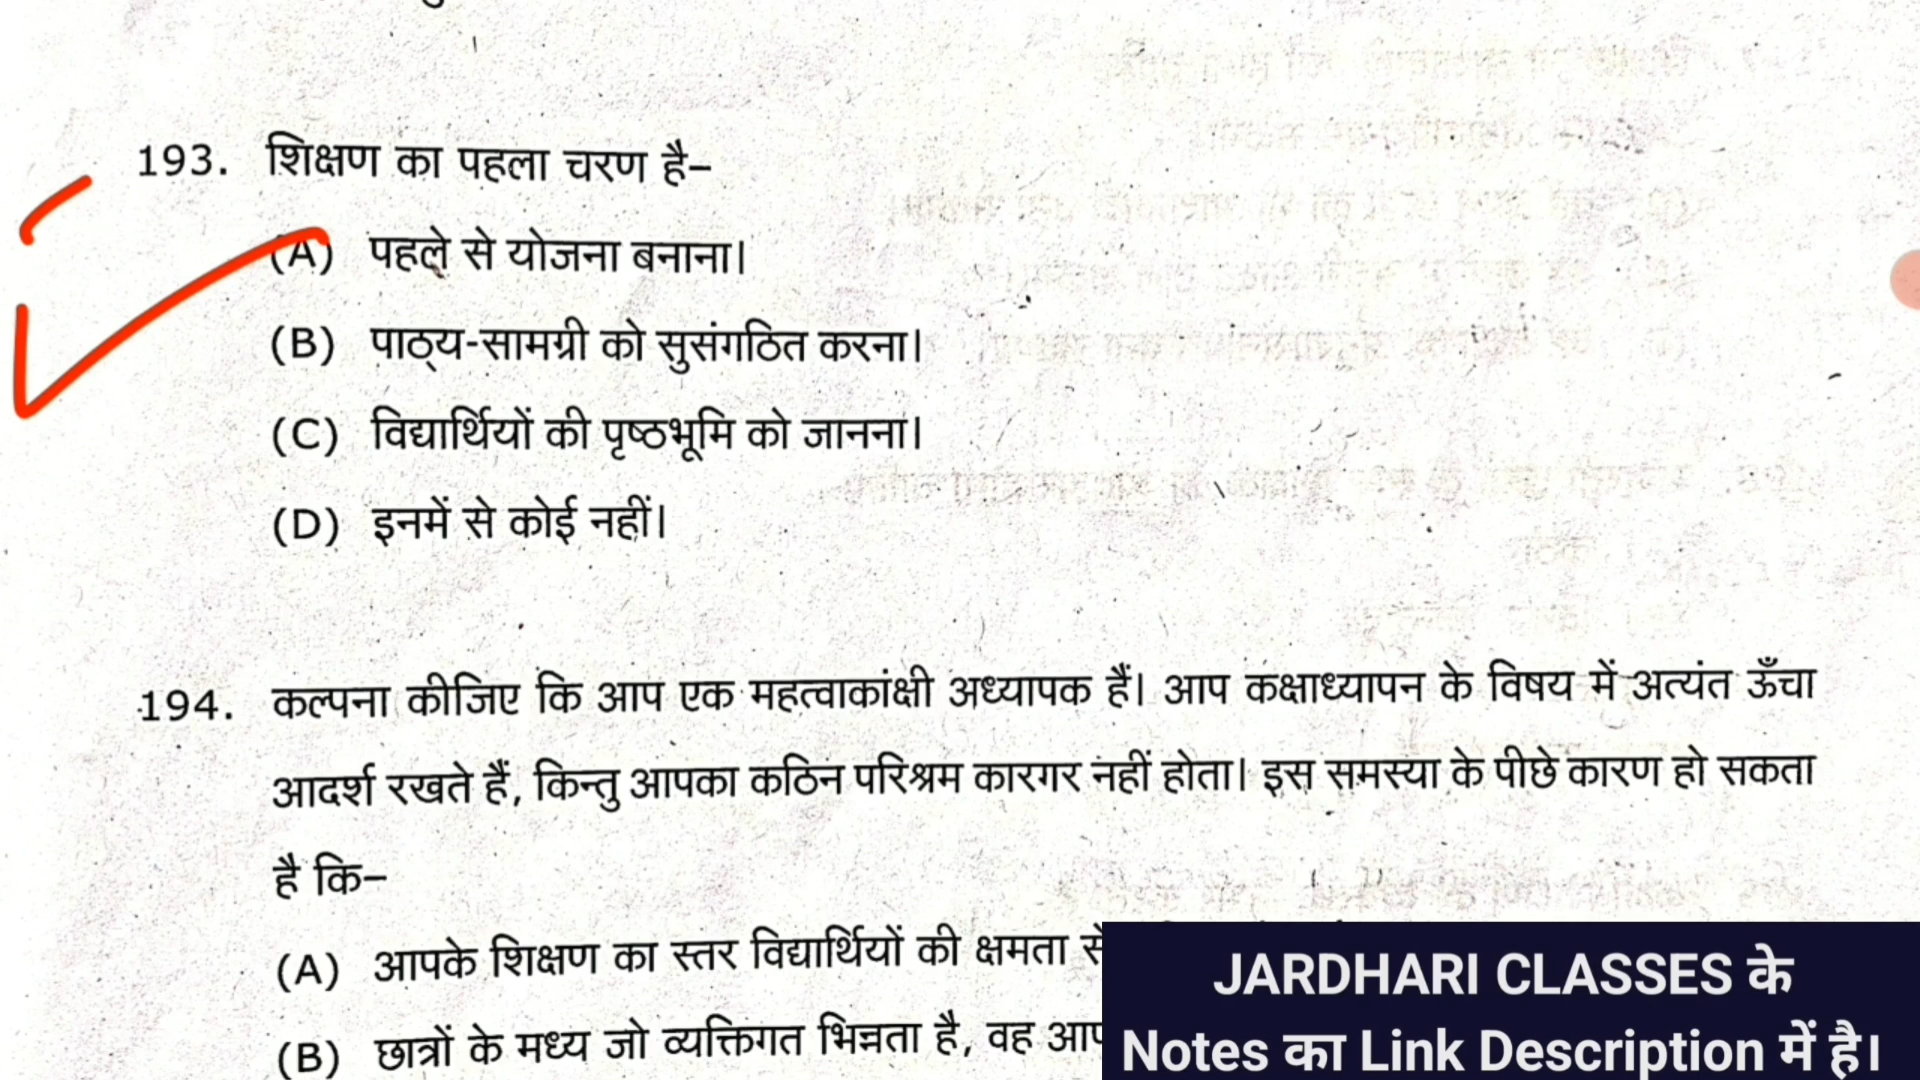 193. शिक्षण का पहला चरण है–
(A) पहले से योजना बनाना।
(B) पाठ्य-सामग्री को सुसंगठित करना।
(C) विद्यार्थियों की पृष्ठभूमि को जानना।
(D) इनमें से कोई नहीं।
194. कल्पना कीजिए कि आप एक महत्वाकांक्षी अध्यापक हैं। आप कक्षाध्यापन के विषय में अत्यंत ऊँचा
आदर्श रखते हैं, किन्तु आपका कठिन परिश्रम कारगर नहीं होता। इस समस्या के पीछे कारण हो सकता
है कि–
(A) आपके शिक्षण का स्तर विद्यार्थियों की क्षमता से
(B) छात्रों के मध्य जो व्यक्तिगत भिन्नता है, वह
JARDHARI CLASSES के
Notes का Link Description में है।